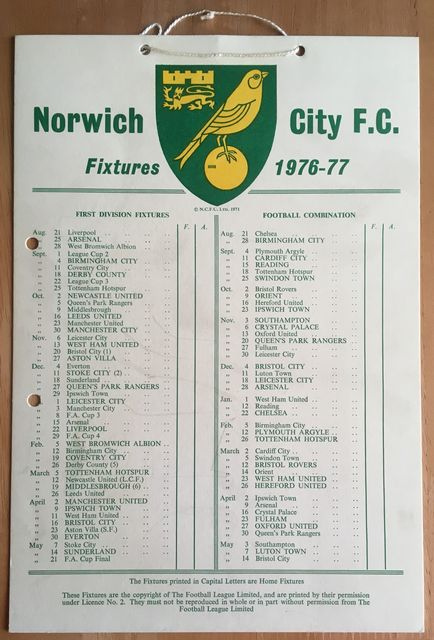 Norwich City F.C.
Fixtures 1976-77
© N.C.F.C. Ltd. 1971
FIRST DIVISION FIXTURES
F. A.
Aug. 21 Liverpool
„ 25 ARSENAL
„ 28 West Bromwich Albion
Sept. 1 League Cup 2
„ 4 BIRMINGHAM CITY
„ 11 Coventry City
„ 18 DERBY COUNTY
„ 22 League Cup 3
„ 25 Tottenham Hotspur
Oct. 2 NEWCASTLE UNITED
„ 5 Queen's Park Rangers
„ 9 Middlesbrough
„ 16 LEEDS UNITED
„ 23 Manchester United
„ 30 MANCHESTER CITY
Nov. 6 Leicester City
„ 13 WEST HAM UNITED
„ 20 Bristol City (1)
„ 27 ASTON VILLA
Dec. 4 Everton
„ 11 STOKE CITY (2)
„ 18 Sunderland
„ 27 QUEEN'S PARK RANGERS
„ 29 Ipswich Town
„ 1 LEICESTER CITY
„ 3 Manchester City
„ 8 F.A. Cup 3
„ 15 Arsenal
„ 22 LIVERPOOL
„ 29 F.A. Cup 4
Feb. 5 WEST BROMWICH ALBION
„ 12 Birmingham City
„ 19 COVENTRY CITY
„ 26 Derby County (5)
March 5 TOTTENHAM HOTSPUR
„ 12 Newcastle United (L.C.F.)
„ 19 MIDDLESBROUGH (6)
„ 26 Leeds United
April 2 MANCHESTER UNITED
„ 9 IPSWICH TOWN
„ 11 West Ham United
„ 16 BRISTOL CITY
„ 23 Aston Villa (S.F.)
„ 30 EVERTON
May 7 Stoke City
„ 14 SUNDERLAND
„ 21 F.A. Cup Final
FOOTBALL COMBINATION
F. A.
Aug. 21 Chelsea
„ 28 BIRMINGHAM CITY
Sept. 4 Plymouth Argyle
„ 11 CARDIFF CITY
„ 15 READING
„ 18 Tottenham Hotspur
„ 25 SWINDON TOWN
Oct. 2 Bristol Rovers
„ 9 ORIENT
„ 16 Hereford United
„ 23 IPSWICH TOWN
Nov. 3 SOUTHAMPTON
„ 6 CRYSTAL PALACE
„ 13 Oxford United
„ 20 QUEEN'S PARK RANGERS
„ 27 Fulham
„ 30 Leicester City
Dec. 4 BRISTOL CITY
„ 11 Luton Town
„ 18 LEICESTER CITY
„ 28 ARSENAL
Jan. 1 West Ham United
„ 12 Reading
„ 22 CHELSEA
Feb. 5 Birmingham City
„ 12 PLYMOUTH ARGYLE
„ 26 TOTTENHAM HOTSPUR
March 2 Cardiff City
„ 5 Swindon Town
„ 12 BRISTOL ROVERS
„ 14 Orient
„ 23 WEST HAM UNITED
„ 26 HEREFORD UNITED
April 2 Ipswich Town
„ 9 Arsenal
„ 16 Crystal Palace
„ 23 FULHAM
„ 27 OXFORD UNITED
„ 30 Queen's Park Rangers
May 3 Southampton
„ 7 LUTON TOWN
„ 14 Bristol City
The Fixtures printed in Capital Letters are Home Fixtures
These Fixtures are the copyright of The Football League Limited, and are printed by their permission
under Licence No. 2. They must not be reproduced in whole or in part without permission from The
Football League Limited